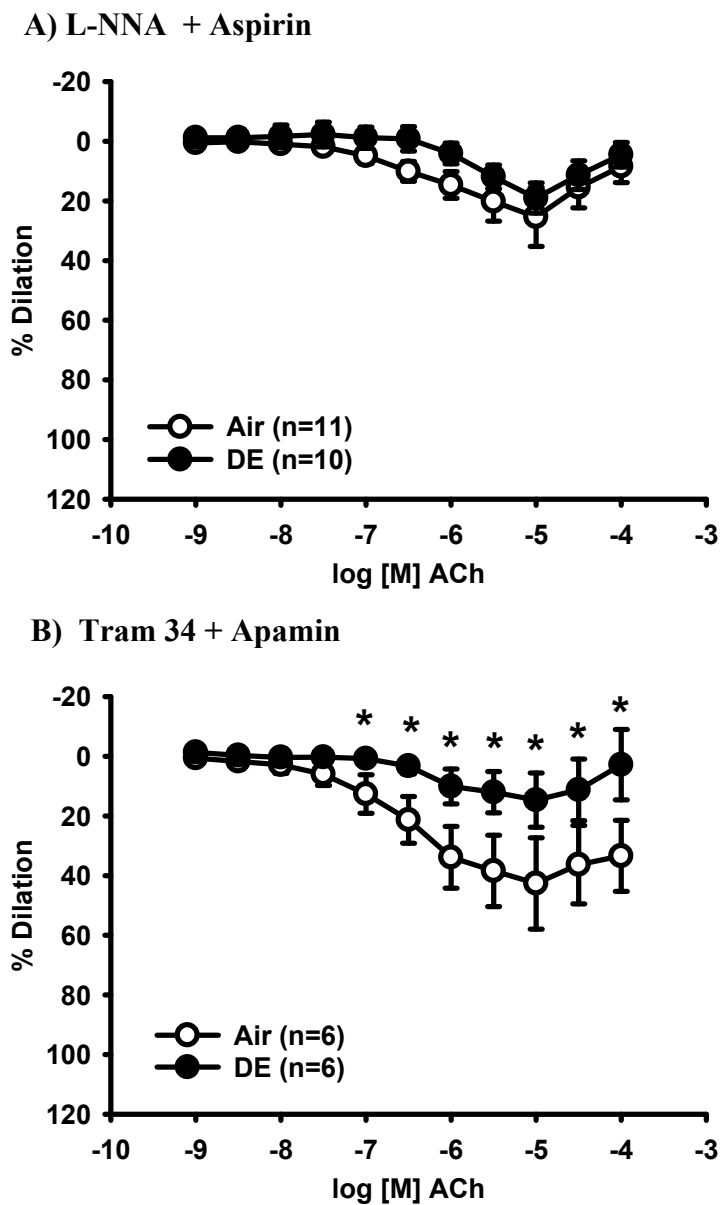 A) L-NNA + Aspirin
-20
0
20
40
60
80
100
120
% Dilation
Air (n=11)
DE (n=10)
-10 -9 -8 -7 -6 -5 -4 -3
log [M] ACh
B) Tram 34 + Apamin
-20
0
20
40
60
80
100
120
% Dilation
* * * * * * *
Air (n=6)
DE (n=6)
-10 -9 -8 -7 -6 -5 -4 -3
log [M] ACh